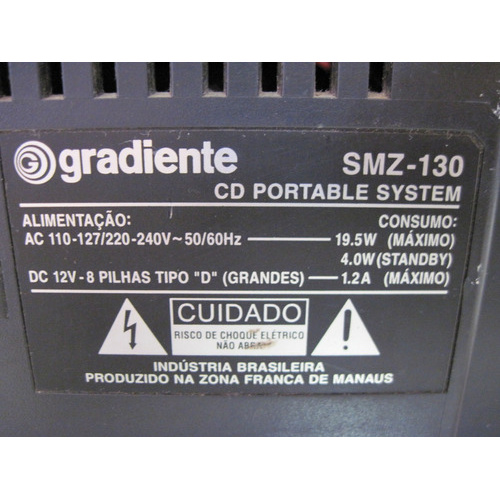 G gradiente SMZ-130
CD PORTABLE SYSTEM
ALIMENTAÇÃO: CONSUMO:
AC 110-127/220-240V~50/60Hz 19.5W (MÁXIMO)
4.0W(STANDBY)
DC 12V - 8 PILHAS TIPO "D" (GRANDES) 1.2A (MÁXIMO)
CUIDADO
RISCO DE CHOQUE ELÉTRICO
NÃO ABRA
INDÚSTRIA BRASILEIRA
PRODUZIDO NA ZONA FRANCA DE MANAUS